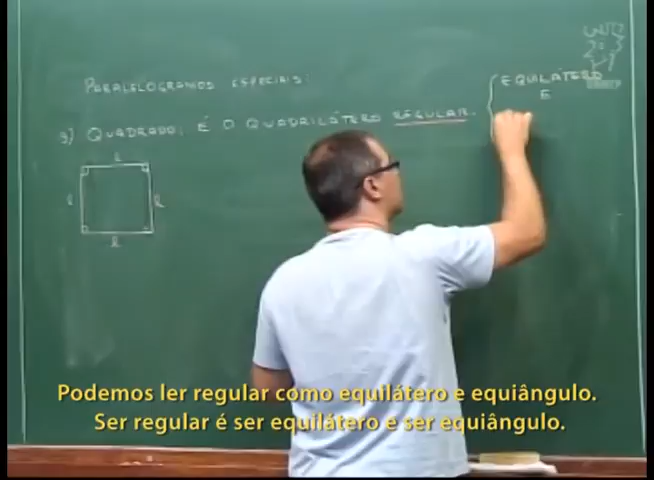 PARALELOGRAMOS ESPECIAIS:
EQUILÁTERO
E
3) QUADRADO: É O QUADRILÁTERO REGULAR.
l
l
l
l
Podemos ler regular como equilátero e equiângulo.
Ser regular é ser equilátero e ser equiângulo.